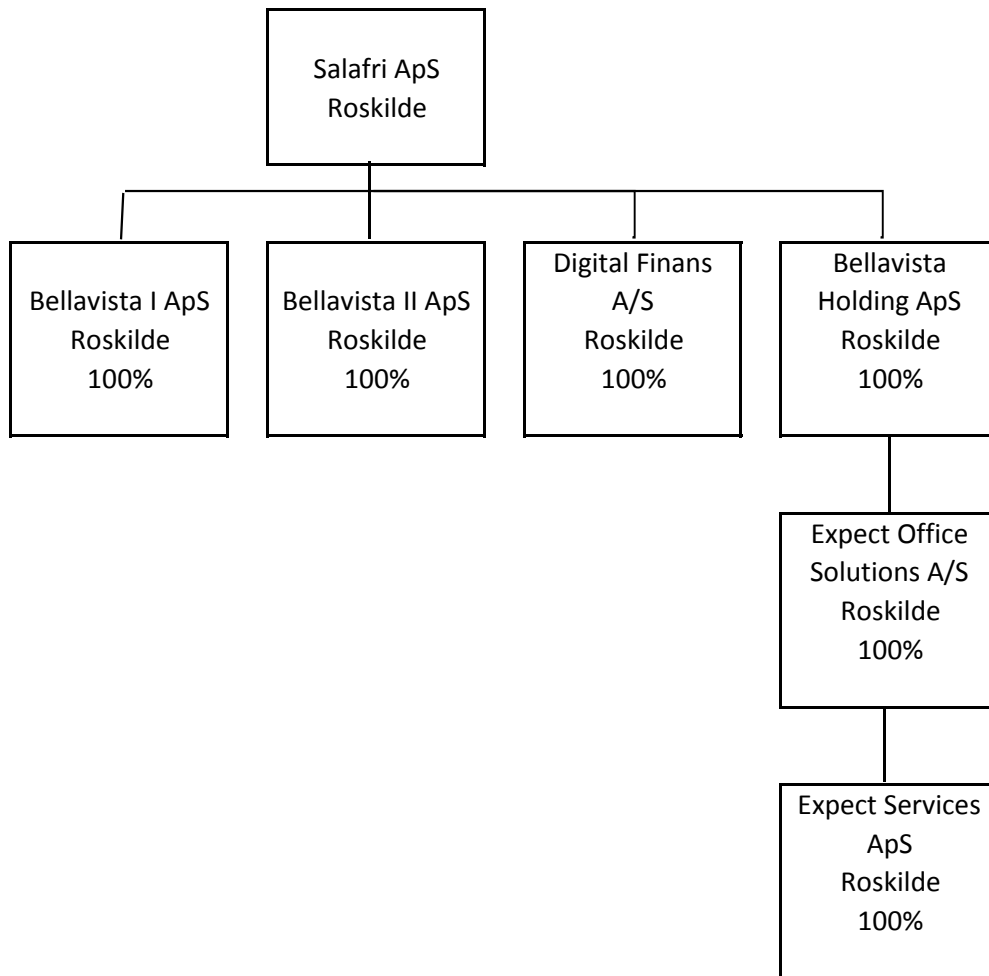 Salafri ApS
Roskilde
Bellavista I ApS
Roskilde
100%
Bellavista II ApS
Roskilde
100%
Digital Finans
A/S
Roskilde
100%
Bellavista
Holding ApS
Roskilde
100%
Expect Office
Solutions A/S
Roskilde
100%
Expect Services
ApS
Roskilde
100%